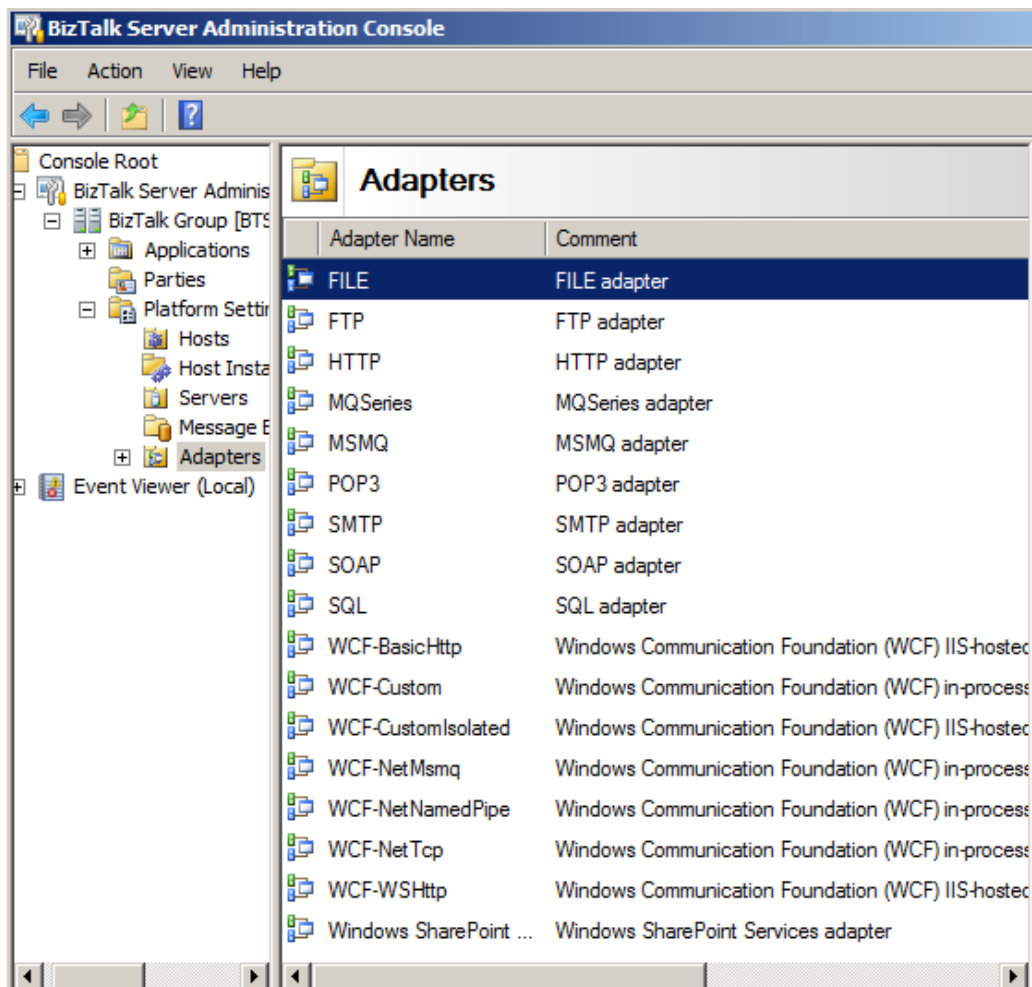 BizTalk Server Administration Console
File Action View Help
Console Root
BizTalk Server Adminis
BizTalk Group [BTS
Applications
Parties
Platform Settin
Hosts
Host Insta
Servers
Message B
Adapters
Event Viewer (Local)
Adapters
Adapter Name Comment
FILE FILE adapter
FTP FTP adapter
HTTP HTTP adapter
MQSeries MQSeries adapter
MSMQ MSMQ adapter
POP3 POP3 adapter
SMTP SMTP adapter
SOAP SOAP adapter
SQL SQL adapter
WCF-BasicHttp Windows Communication Foundation (WCF) IIS-hosted
WCF-Custom Windows Communication Foundation (WCF) in-process
WCF-CustomIsolated Windows Communication Foundation (WCF) IIS-hosted
WCF-NetMsmq Windows Communication Foundation (WCF) in-process
WCF-NetNamedPipe Windows Communication Foundation (WCF) in-process
WCF-NetTcp Windows Communication Foundation (WCF) in-process
WCF-WSHttp Windows Communication Foundation (WCF) IIS-hosted
Windows SharePoint ... Windows SharePoint Services adapter